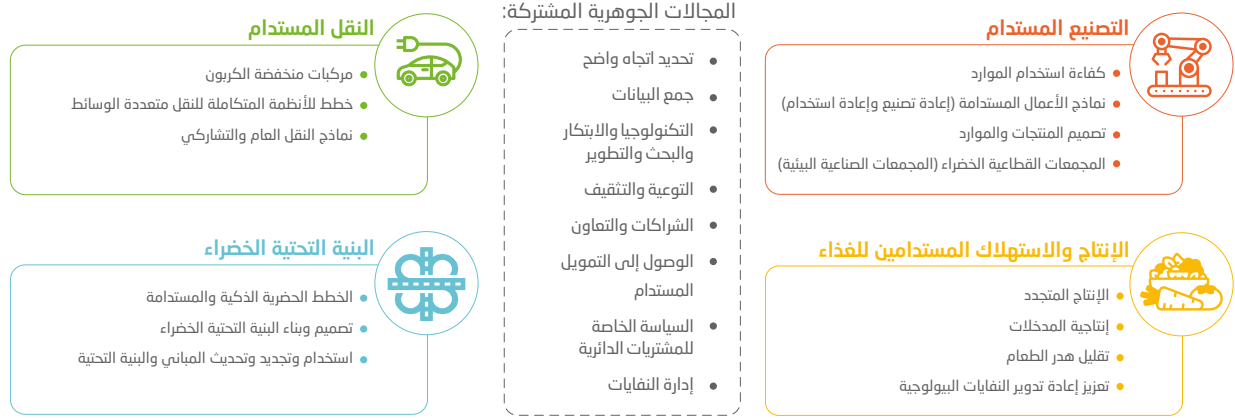 التصنيع المستدام
• كفاءة استخدام الموارد
• نماذج الأعمال المستدامة (إعادة تصنيع وإعادة استخدام)
• تصميم المنتجات والموارد
• المجمعات القطاعية الخضراء (المجمعات الصناعية البيئية)
الإنتاج والاستهلاك المستدامين للغذاء
• الإنتاج المتجدد
• إنتاجية المدخلات
• تقليل هدر الطعام
• تعزيز إعادة تدوير النفايات البيولوجية
المجالات الجوهرية المشتركة:
• تحديد اتجاه واضح
• جمع البيانات
• التكنولوجيا والابتكار
والبحث والتطوير
• التوعية والتثقيف
• الشراكات والتعاون
• الوصول إلى التمويل
المستدام
• السياسة الخاصة
للمشتريات الدائرية
• إدارة النفايات
النقل المستدام
• مركبات منخفضة الكربون
• خطط للأنظمة المتكاملة للنقل متعددة الوسائط
• نماذج النقل العام والتشاركي
البنية التحتية الخضراء
• الخطط الحضرية الذكية والمستدامة
• تصميم وبناء البنية التحتية الخضراء
• استخدام وتجديد وتحديث المباني والبنية التحتية